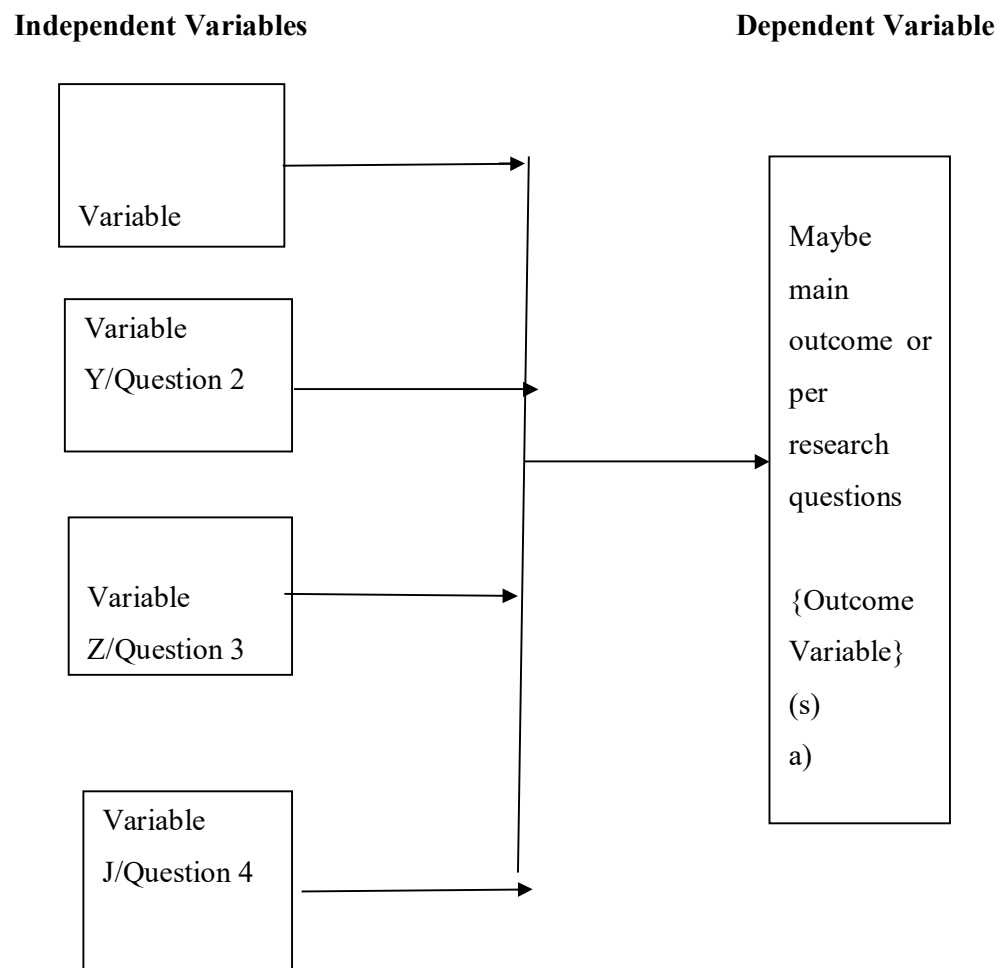 Independent Variables
Dependent Variable
Variable
Variable
Y/Question 2
Variable
Z/Question 3
Variable
J/Question 4
Maybe
main
outcome or
per
research
questions
{Outcome
Variable}
(s)
a)